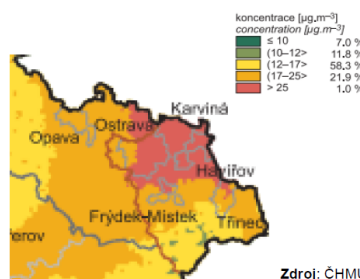 koncentrace [µg.m⁻³]
concentration [µg.m⁻³]
≤ 10 7.0 %
(10–12> 11.8 %
(12–17> 58,3 %
(17–25> 21,9 %
> 25 1.0 %
Karviná
Ostrava
Opava
Havířov
Frýdek-Místek
Třinec
erov
Zdroj: ČHMÚ